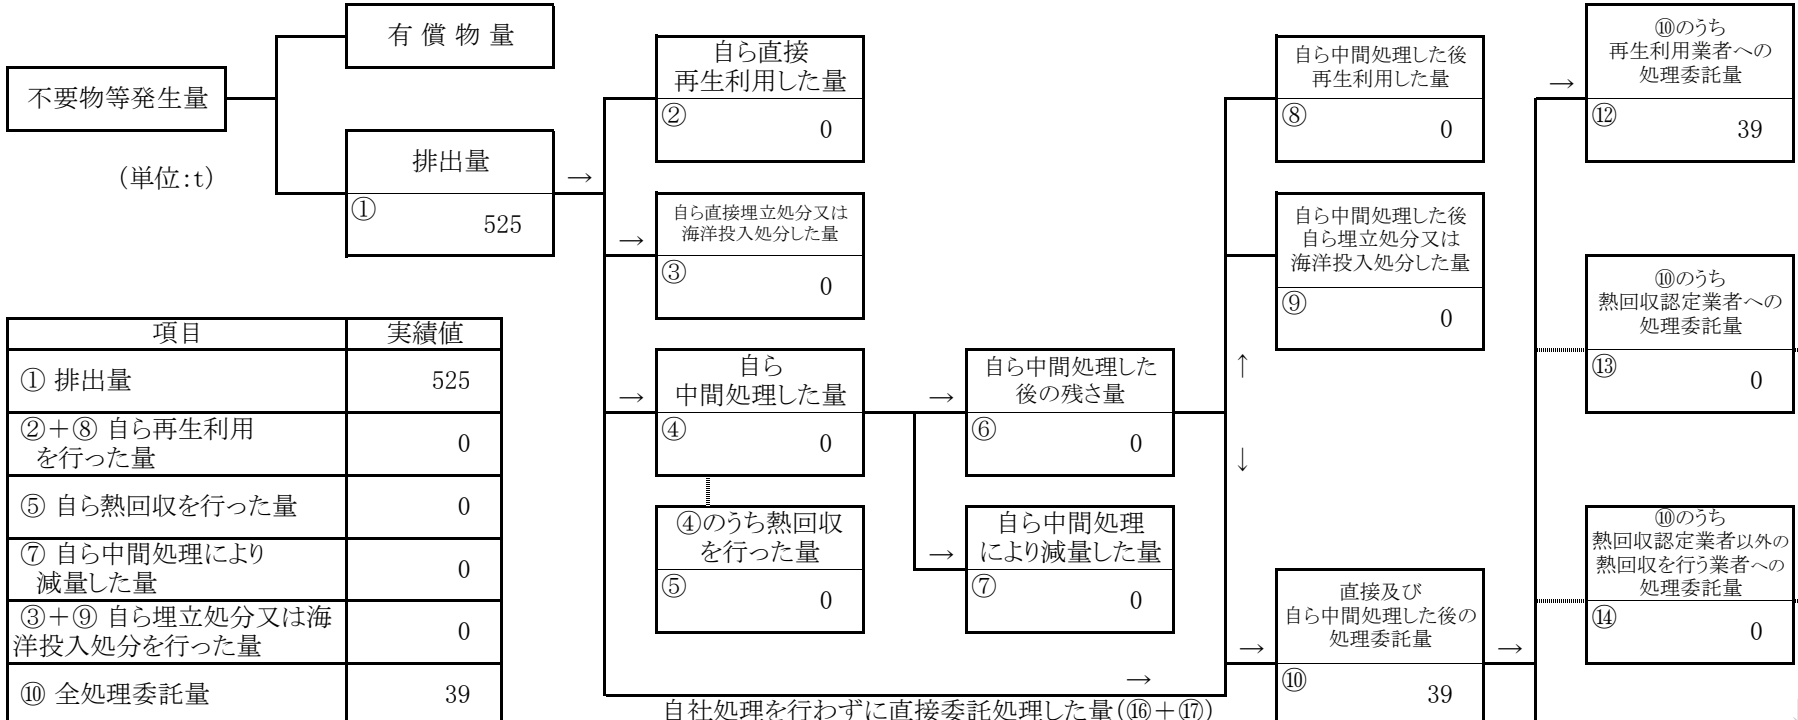 有 償 物 量
不要物等発生量
(単位:t)
排出量
①
525
→
自ら直接
再生利用した量
②
0
→
自ら直接埋立処分又は
海洋投入処分した量
③
0
→
自ら
中間処理した量
④
0
④のうち熱回収
を行った量
⑤
0
→
自ら中間処理した
後の残さ量
⑥
0
→
自ら中間処理
により減量した量
⑦
0
自ら中間処理した後
再生利用した量
⑧
0
自ら中間処理した後
自ら埋立処分又は
海洋投入処分した量
⑨
0
↑
↓
→
自社処理を行わずに直接委託処理した量(⑯+⑰)
→
直接及び
自ら中間処理した後の
処理委託量
⑩
39
→
→
⑩のうち
再生利用業者への
処理委託量
⑫
39
⑩のうち
熱回収認定業者への
処理委託量
⑬
0
⑩のうち
熱回収認定業者以外の
熱回収を行う業者への
処理委託量
⑭
0
項目 実績値
① 排出量 525
②+⑧ 自ら再生利用
を行った量 0
⑤ 自ら熱回収を行った量 0
⑦ 自ら中間処理により
減量した量 0
③+⑨ 自ら埋立処分又は海
洋投入処分を行った量 0
⑩ 全処理委託量 39